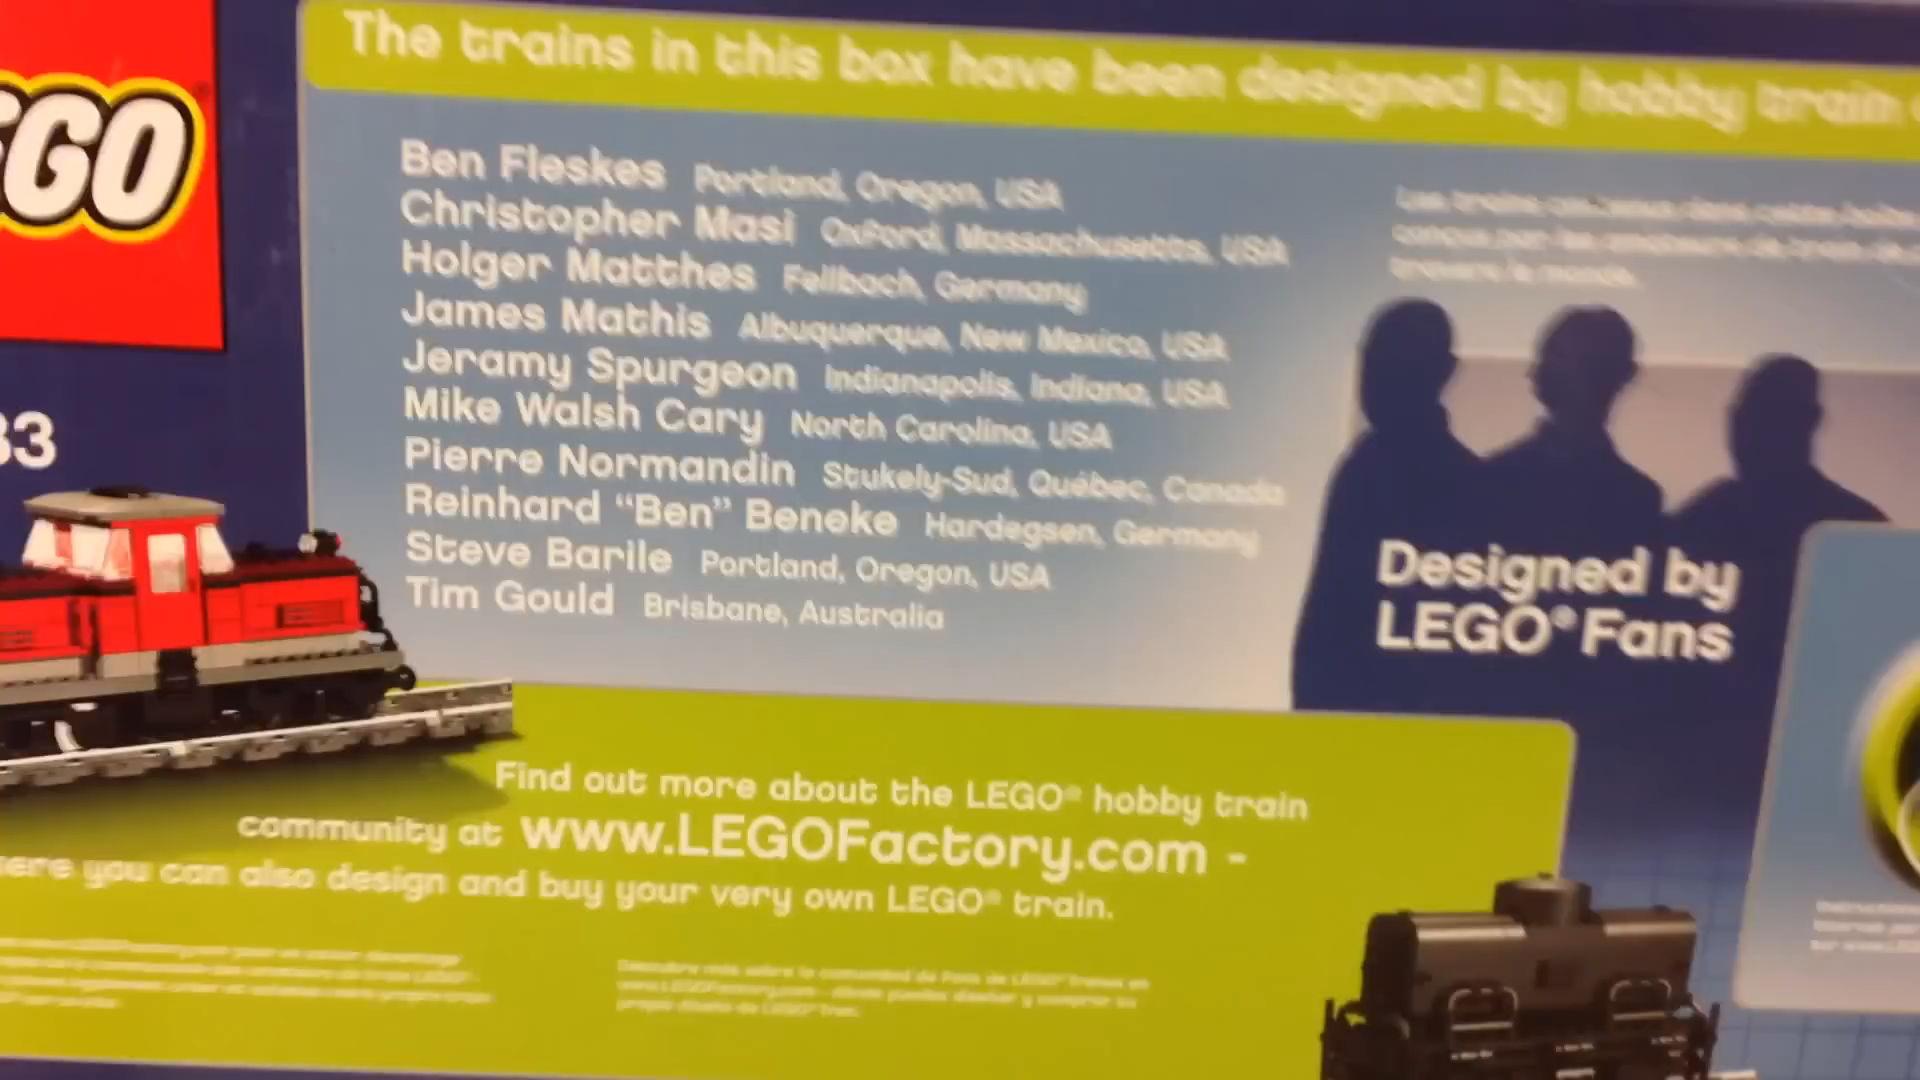 The trains in this box have been designed by hobby train
EGO
Ben Fleskes Portland, Oregon, USA
Christopher Masi Oxford, Massachusetts, USA
Holger Matthes Fellbach, Germany
James Mathis Albuquerque, New Mexico, USA
Jeramy Spurgeon Indianapolis, Indiana, USA
Mike Walsh Cary North Carolina, USA
Pierre Normandin Stukely-Sud, Québec, Canada
Reinhard “Ben” Beneke Hardegsen, Germany
Steve Barile Portland, Oregon, USA
Tim Gould Brisbane, Australia
33
Designed by
LEGO® Fans
Find out more about the LEGO® hobby train
community at www.LEGOFactory.com -
ere you can also design and buy your very own LEGO® train.